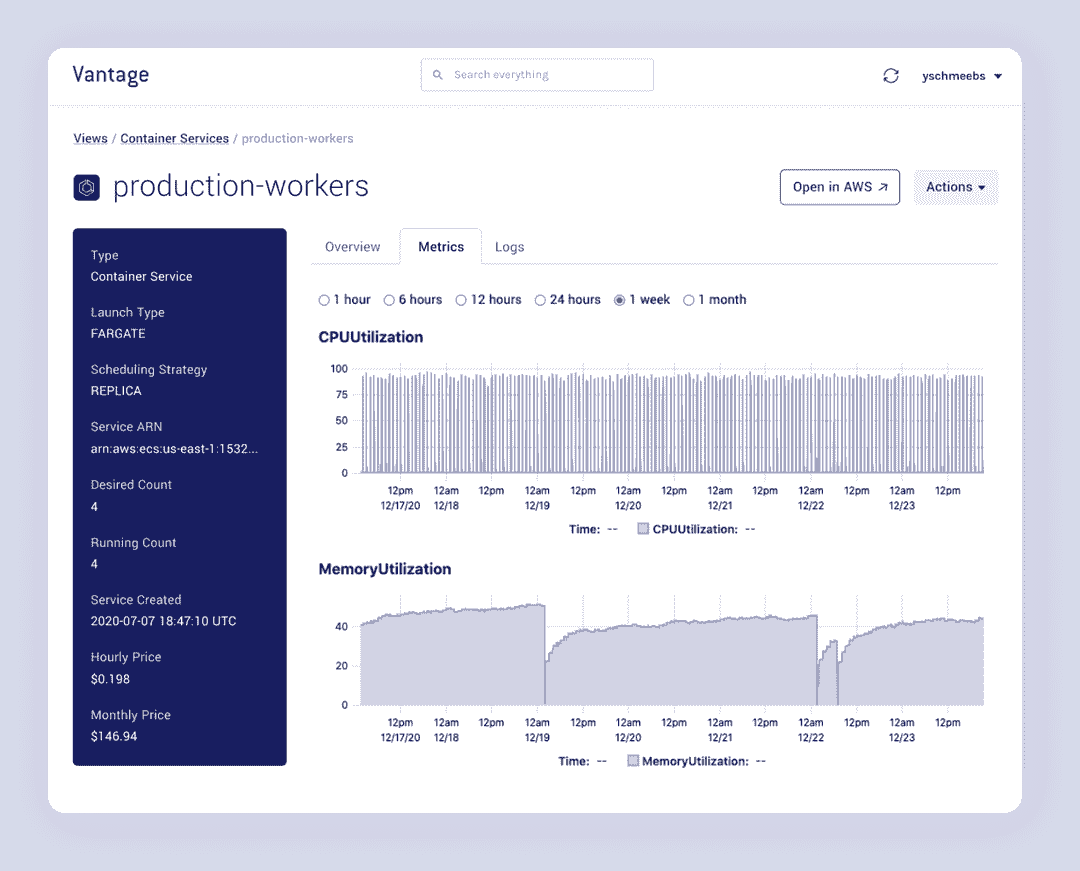 Vantage
Search everything
yschmeebs
Views / Container Services / production-workers
production-workers
Open in AWS ↗
Actions
Type
Container Service
Launch Type
FARGATE
Scheduling Strategy
REPLICA
Service ARN
arn:aws:ecs:us-east-1:1532...
Desired Count
4
Running Count
4
Service Created
2020-07-07 18:47:10 UTC
Hourly Price
$0.198
Monthly Price
$146.94
Overview Metrics Logs
1 hour 6 hours 12 hours 24 hours 1 week 1 month
CPUUtilization
100
75
50
25
0
12pm 12am 12pm 12am 12pm 12am 12pm 12am 12pm 12am 12pm 12am 12pm
12/17/20 12/18 12/19 12/20 12/21 12/22 12/23
Time: -- CPUUtilization: --
MemoryUtilization
40
20
0
12pm 12am 12pm 12am 12pm 12am 12pm 12am 12pm 12am 12pm 12am 12pm
12/17/20 12/18 12/19 12/20 12/21 12/22 12/23
Time: -- MemoryUtilization: --